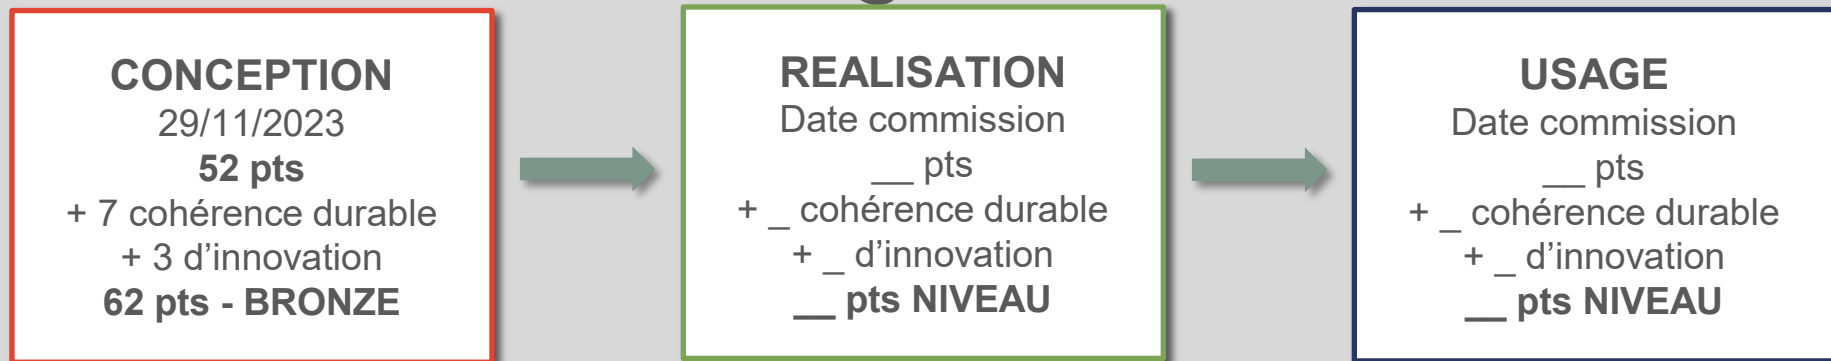 CONCEPTION
29/11/2023
52 pts
+ 7 cohérence durable
+ 3 d'innovation
62 pts - BRONZE
REALISATION
Date commission
__ pts
+ _ cohérence durable
+ _ d'innovation
__ pts NIVEAU
USAGE
Date commission
__ pts
+ _ cohérence durable
+ _ d'innovation
__ pts NIVEAU